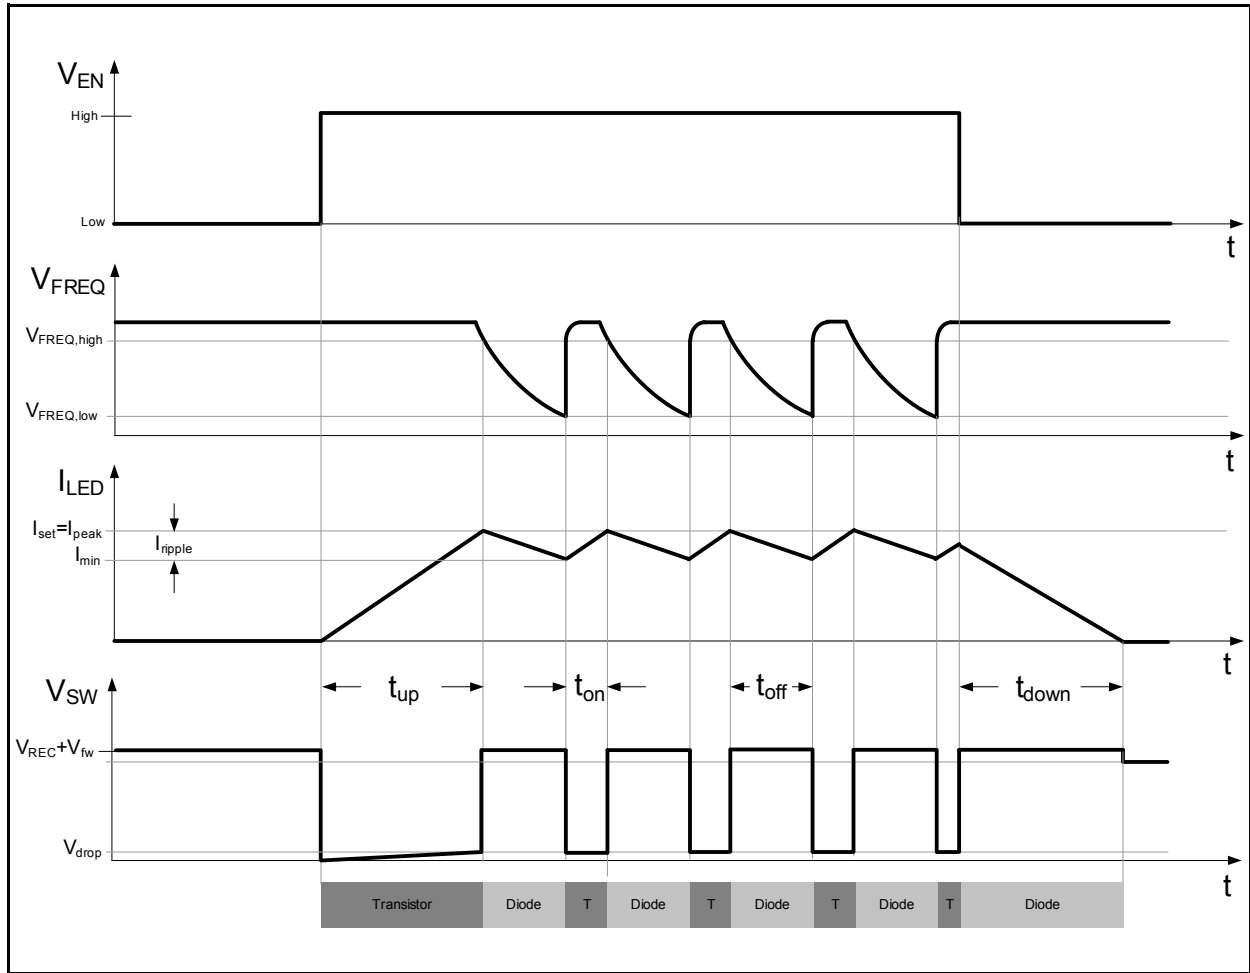 V_EN
High
Low
t
V_FREQ
V_FREQ,high
V_FREQ,low
t
I_LED
I_set=I_peak
I_ripple
I_min
t
V_SW
t_up
t_on
t_off
t_down
V_REC+V_fw
V_drop
t
Transistor Diode T Diode T Diode T Diode T Diode